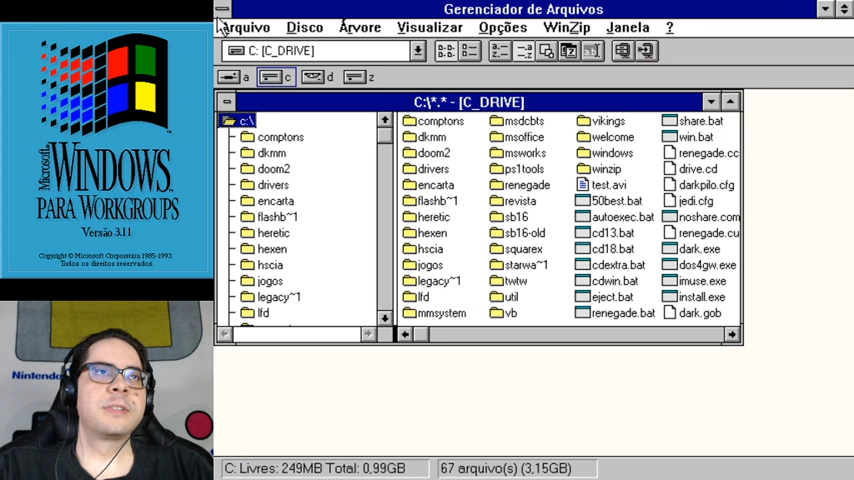 Microsoft®
WINDOWS™
PARA WORKGROUPS
Versão 3.11
Copyright © Microsoft Corporation 1985-1993.
Todos os direitos reservados.
Nintendo
Gerenciador de Arquivos
Arquivo Disco Árvore Visualizar Opções WinZip Janela ?
C: [C_DRIVE]
a c d z
C:\*.* - [C_DRIVE]
c:\
comptons
dkmm
doom2
drivers
encarta
flashb~1
heretic
hexen
hscia
jogos
legacy~1
lfd
comptons msdcbts vikings share.bat
dkmm msoffice welcome win.bat
doom2 msworks windows renegade.cc
drivers ps1tools winzip drive.cd
encarta renegade test.avi darkpilo.cfg
flashb~1 revista 50best.bat jedi.cfg
heretic sb16 autoexec.bat noshare.com
hexen sb16-old cd13.bat renegade.cu
hscia squarex cd18.bat dark.exe
jogos starwa~1 cdextra.bat dos4gw.exe
legacy~1 twtw cdwin.bat imuse.exe
lfd util eject.bat install.exe
mmsystem vb renegade.bat dark.gob
C: Livres: 249MB Total: 0,99GB
67 arquivo(s) (3,15GB)